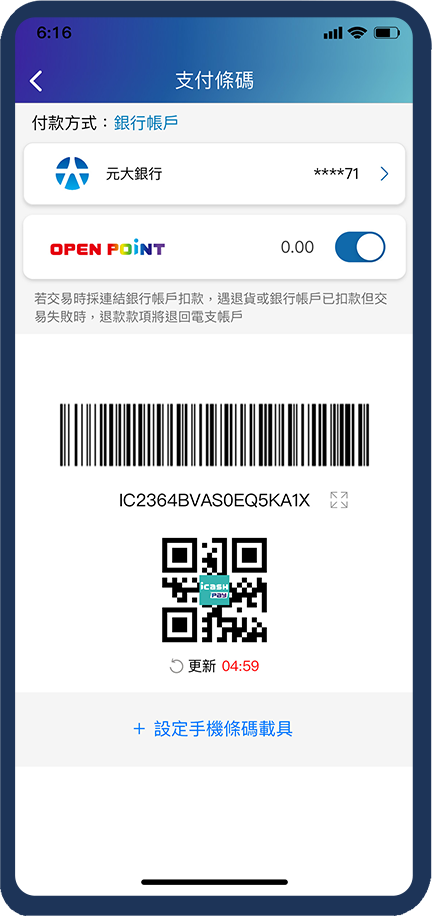 6:16
支付條碼
付款方式：銀行帳戶
元大銀行 ****71
OPEN POINT 0.00
若交易時採連結銀行帳戶扣款，遇退貨或銀行帳戶已扣款但交
易失敗時，退款款項將退回電支帳戶
IC2364BVAS0EQ5KA1X
icash
Pay
更新 04:59
+ 設定手機條碼載具